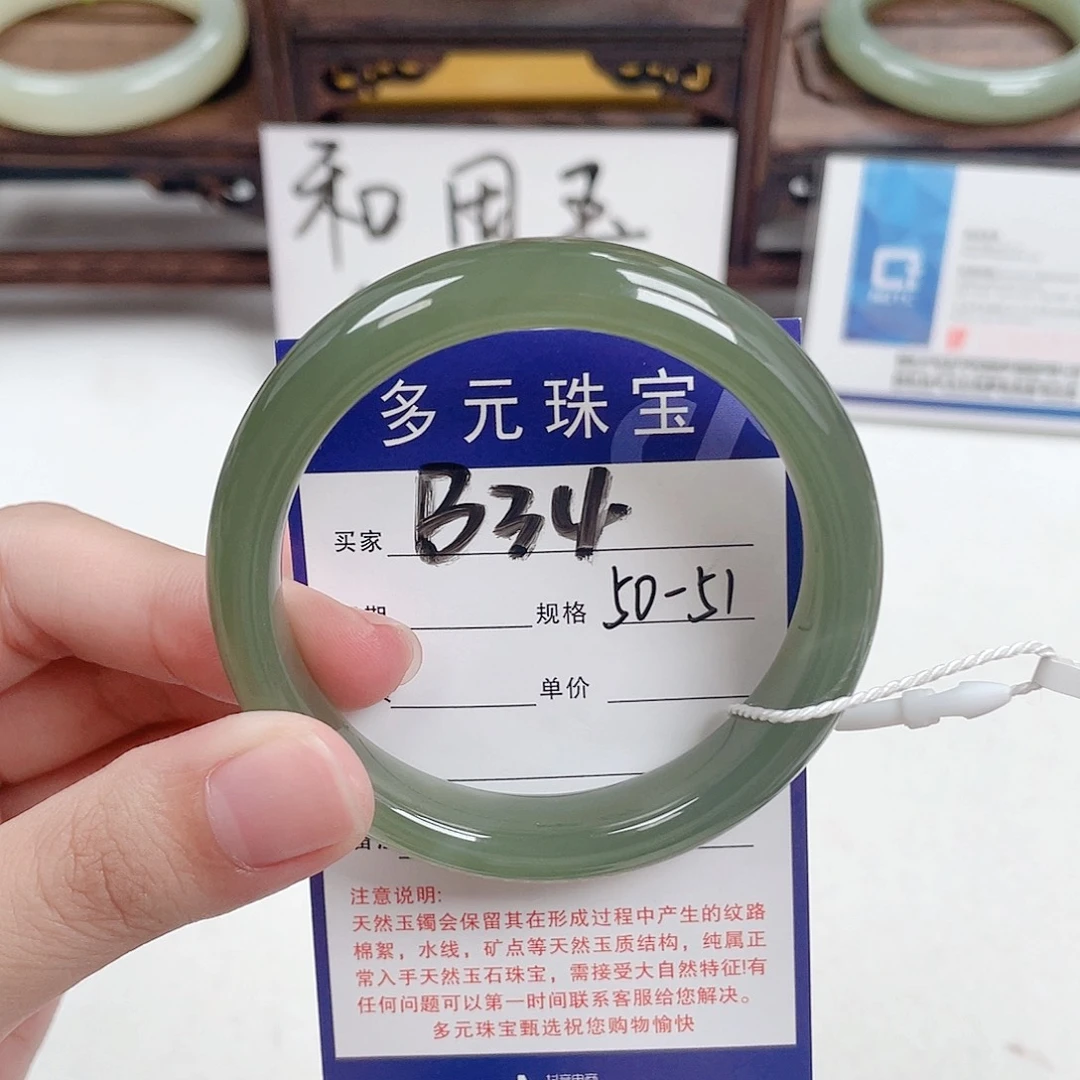 和田玉
多元珠宝
买家 B34
期 规格 50-51
单价
注意说明:
天然玉镯会保留其在形成过程中产生的纹路
棉絮，水线，矿点等天然玉质结构，纯属正
常入手天然玉石珠宝，需接受大自然特征!有
任何问题可以第一时间联系客服给您解决。
多元珠宝甄选祝您购物愉快